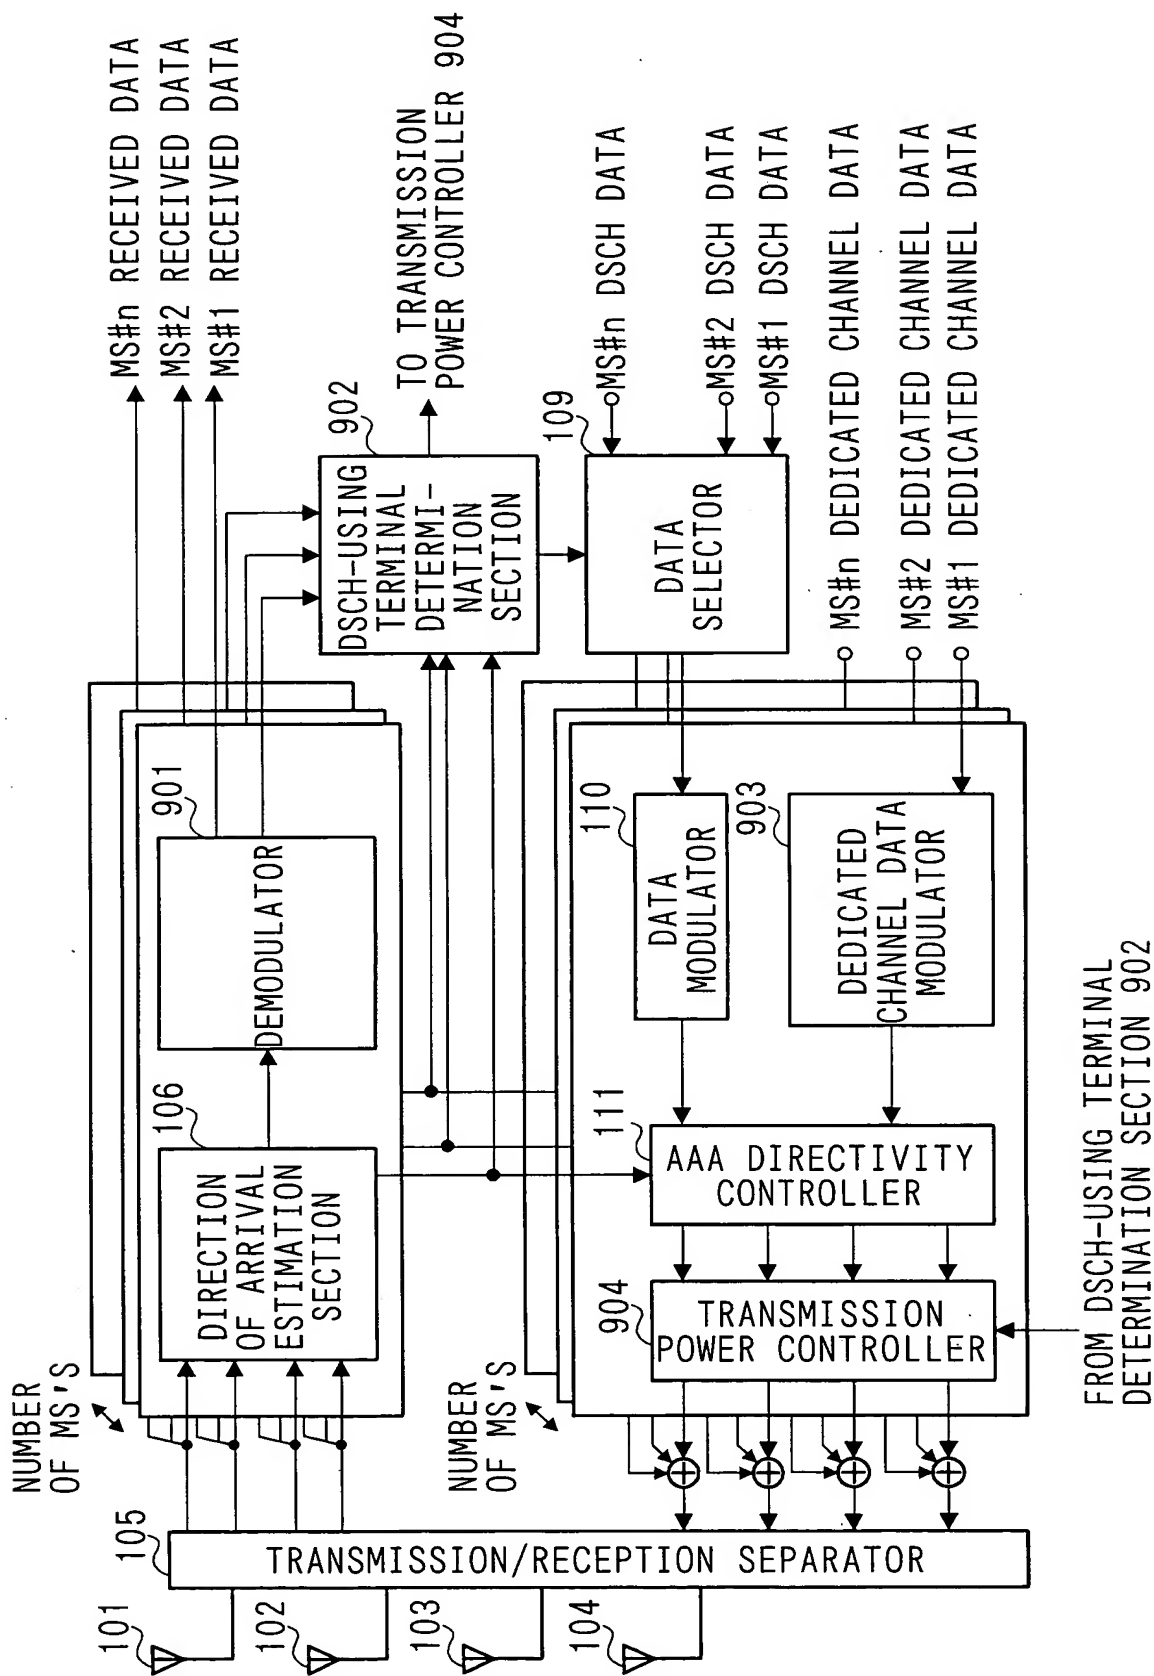 NUMBER
OF MS'S
101
102
103
104
105
TRANSMISSION/RECEPTION SEPARATOR
106
DIRECTION
OF ARRIVAL
ESTIMATION
SECTION
901
DEMODULATOR
MS#n RECEIVED DATA
MS#2 RECEIVED DATA
MS#1 RECEIVED DATA
902
DSCH-USING
TERMINAL
DETERMI-
NATION
SECTION
TO TRANSMISSION
POWER CONTROLLER 904
109
DATA
SELECTOR
MS#n DSCH DATA
MS#2 DSCH DATA
MS#1 DSCH DATA
NUMBER
OF MS'S
110
DATA
MODULATOR
903
DEDICATED
CHANNEL DATA
MODULATOR
MS#n DEDICATED CHANNEL DATA
MS#2 DEDICATED CHANNEL DATA
MS#1 DEDICATED CHANNEL DATA
111
AAA DIRECTIVITY
CONTROLLER
904
TRANSMISSION
POWER CONTROLLER
FROM DSCH-USING TERMINAL
DETERMINATION SECTION 902